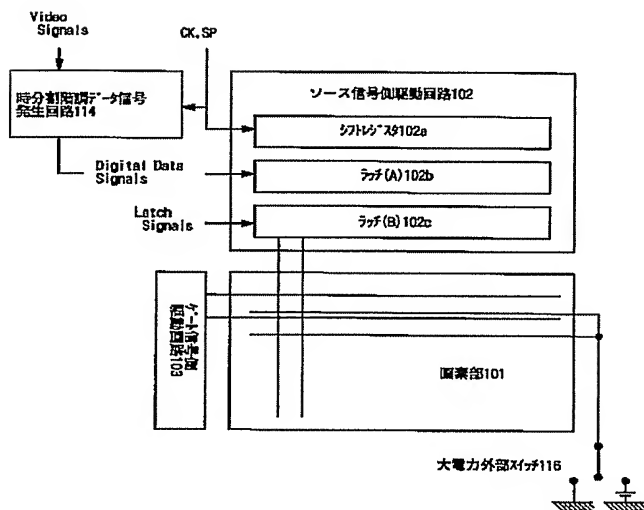 Video
Signals
CK,SP
時分割階調データ信号
発生回路114
ソース信号側駆動回路102
シフトレジスタ102a
Digital Data
Signals
ラッチ(A)102b
Latch
Signals
ラッチ(B)102c
ゲート信号側
駆動回路103
画素部101
大電力外部スイッチ116